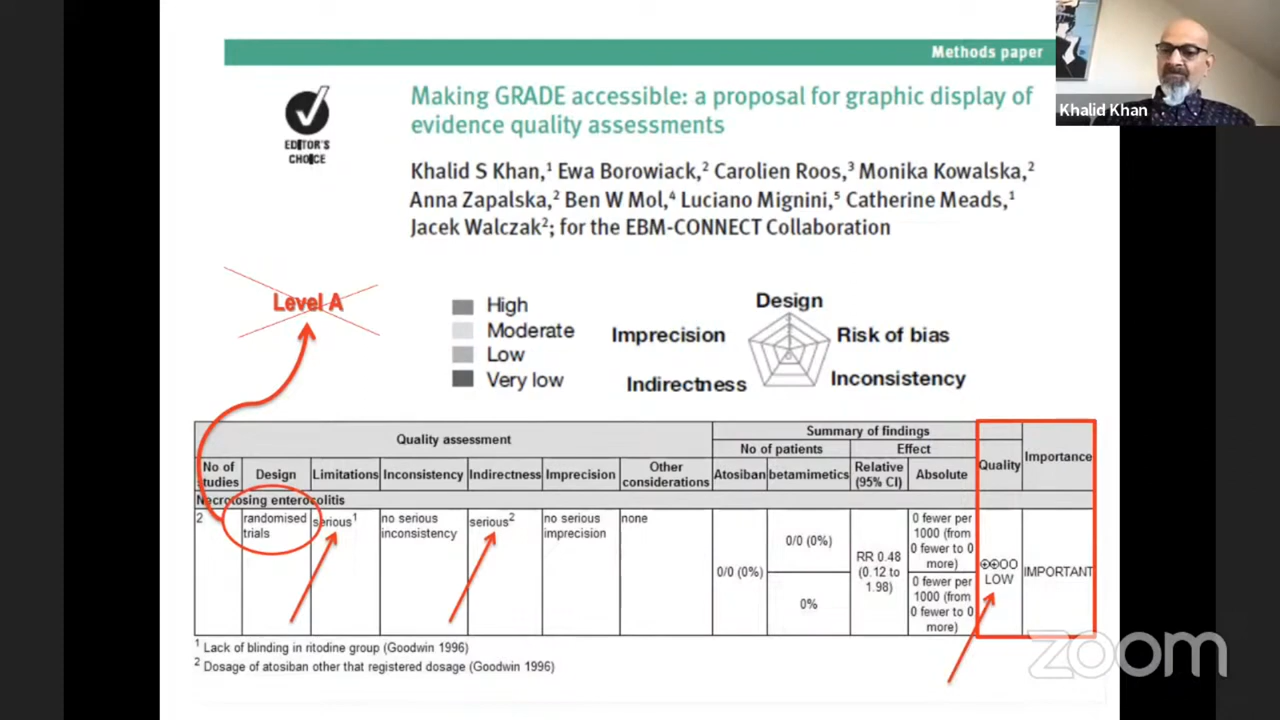 Methods paper
Khalid Khan
EDITOR'S
CHOICE
Making GRADE accessible: a proposal for graphic display of
evidence quality assessments
Khalid S Khan,¹ Ewa Borowiack,² Carolien Roos,³ Monika Kowalska,²
Anna Zapalska,² Ben W Mol,⁴ Luciano Mignini,⁵ Catherine Meads,¹
Jacek Walczak²; for the EBM-CONNECT Collaboration
Level A
High
Moderate
Low
Very low
Design
Imprecision
Risk of bias
Indirectness
Inconsistency
Quality assessment
Summary of findings
No of patients
Effect
Quality
Importance
No of
studies
Design
Limitations
Inconsistency
Indirectness
Imprecision
Other
considerations
Atosiban
betamimetics
Relative
(95% CI)
Absolute
Necrotosing enterocolitis
2
randomised
trials
serious¹
no serious
inconsistency
serious²
no serious
imprecision
none
0/0 (0%)
0/0 (0%)
0%
RR 0.48
(0.12 to
1.98)
0 fewer per
1000 (from
0 fewer to 0
more)
0 fewer per
1000 (from
0 fewer to 0
more)
⊕⊕OO
LOW
IMPORTANT
¹ Lack of blinding in ritodine group (Goodwin 1996)
² Dosage of atosiban other that registered dosage (Goodwin 1996)
zoom